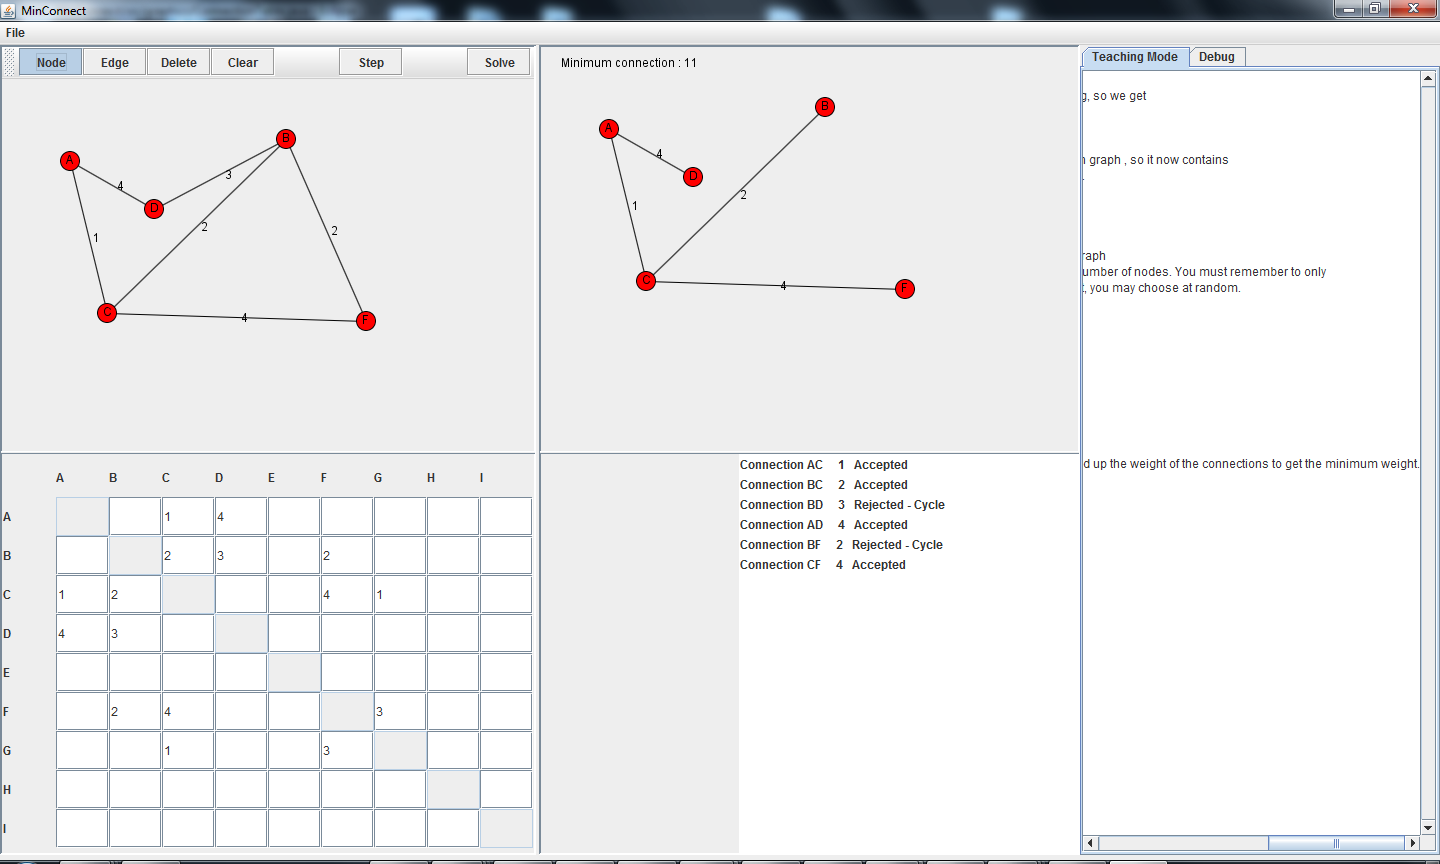 MinConnect
File
Node Edge Delete Clear Step Solve
A
B
D
C
F
4
3
1
2
2
4
Minimum connection : 11
B
A
D
C
F
4
1
2
4
Teaching Mode Debug
g, so we get
n graph , so it now contains
raph
umber of nodes. You must remember to only
t, you may choose at random.
d up the weight of the connections to get the minimum weight.
A B C D E F G H I
A 1 4
B 2 3 2
C 1 2 4 1
D 4 3
E
F 2 4 3
G 1 3
H
I
Connection AC 1 Accepted
Connection BC 2 Accepted
Connection BD 3 Rejected - Cycle
Connection AD 4 Accepted
Connection BF 2 Rejected - Cycle
Connection CF 4 Accepted